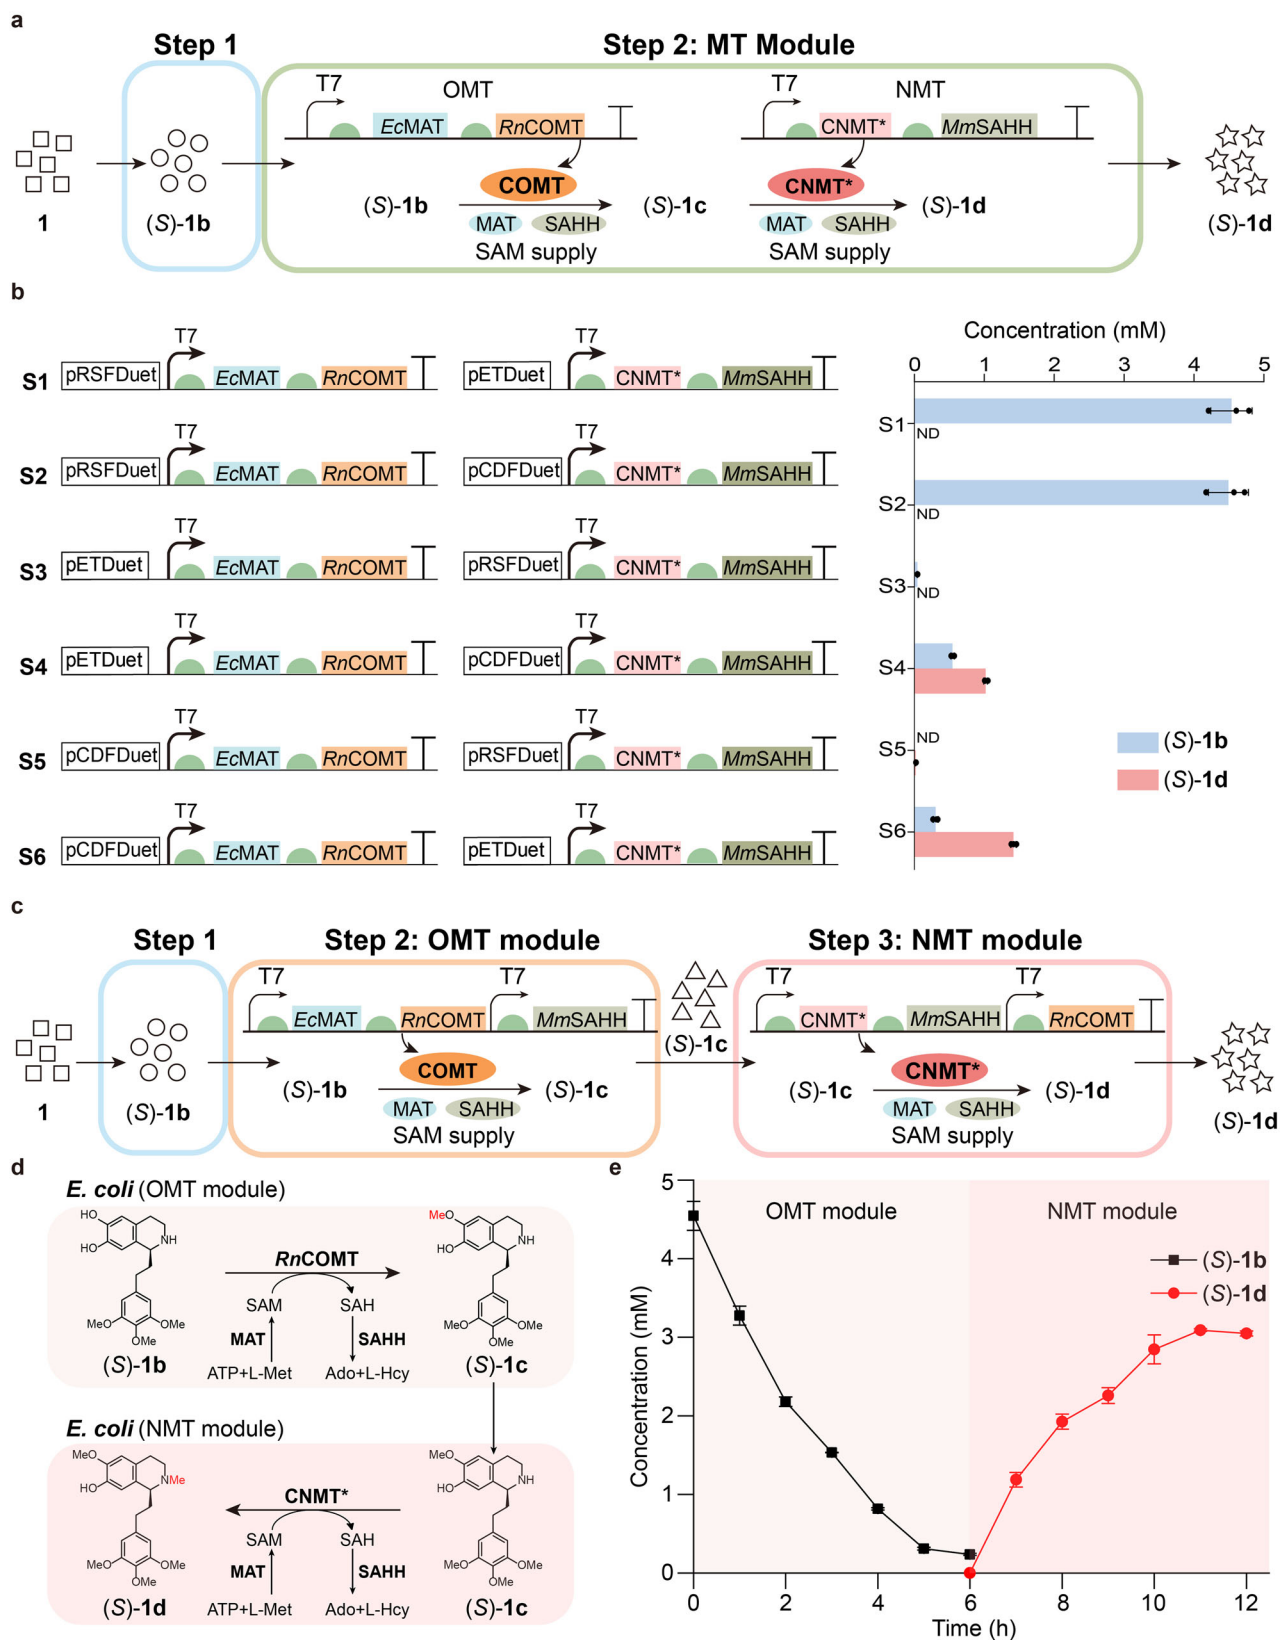 a
Step 1
Step 2: MT Module
T7
OMT
T7
NMT
EcMAT
RnCOMT
CNMT*
MmSAHH
COMT
CNMT*
(S)-1b
(S)-1c
(S)-1d
MAT
SAHH
MAT
SAHH
SAM supply
SAM supply
1
(S)-1b
(S)-1d
b
S1
pRSFDuet
T7
EcMAT
RnCOMT
pETDuet
T7
CNMT*
MmSAHH
S2
pRSFDuet
T7
EcMAT
RnCOMT
pCDFDuet
T7
CNMT*
MmSAHH
S3
pETDuet
T7
EcMAT
RnCOMT
pRSFDuet
T7
CNMT*
MmSAHH
S4
pETDuet
T7
EcMAT
RnCOMT
pCDFDuet
T7
CNMT*
MmSAHH
S5
pCDFDuet
T7
EcMAT
RnCOMT
pRSFDuet
T7
CNMT*
MmSAHH
S6
pCDFDuet
T7
EcMAT
RnCOMT
pETDuet
T7
CNMT*
MmSAHH
Concentration (mM)
0 1 2 3 4 5
S1
ND
S2
ND
S3
ND
S4
ND
S5
S6
(S)-1b
(S)-1d
c
Step 1
Step 2: OMT module
Step 3: NMT module
T7
T7
EcMAT
RnCOMT
MmSAHH
(S)-1c
T7
T7
CNMT*
MmSAHH
RnCOMT
COMT
CNMT*
(S)-1b
(S)-1c
(S)-1c
(S)-1d
MAT
SAHH
MAT
SAHH
SAM supply
SAM supply
1
(S)-1b
(S)-1d
d
E. coli (OMT module)
HO
HO
NH
MeO
OMe
OMe
(S)-1b
RnCOMT
SAM
SAH
MAT
SAHH
ATP+L-Met
Ado+L-Hcy
MeO
HO
NH
MeO
OMe
OMe
(S)-1c
E. coli (NMT module)
MeO
HO
NMe
MeO
OMe
OMe
(S)-1d
CNMT*
SAM
SAH
MAT
SAHH
ATP+L-Met
Ado+L-Hcy
MeO
HO
NH
MeO
OMe
OMe
(S)-1c
e
OMT module
NMT module
(S)-1b
(S)-1d
Concentration (mM)
5
4
3
2
1
0
0 2 4 6 8 10 12
Time (h)